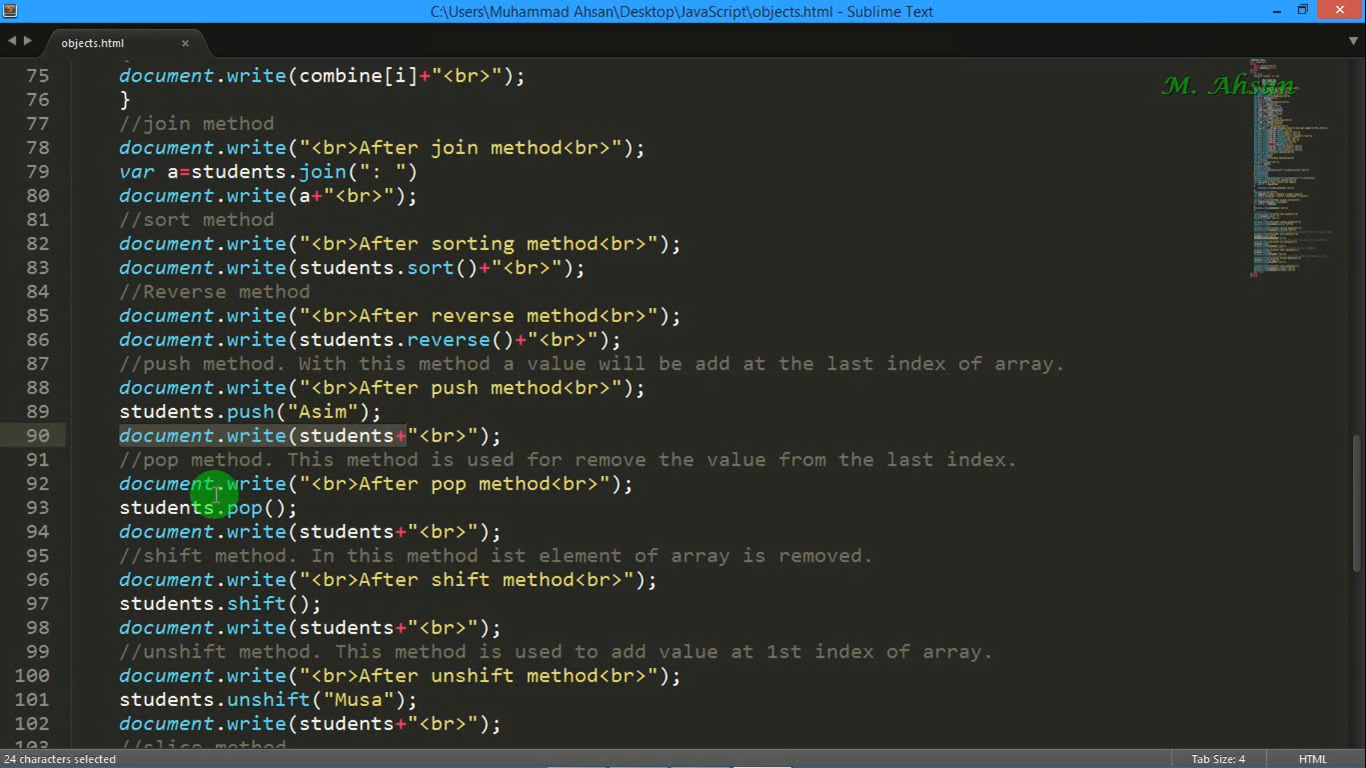 C:\Users\Muhammad Ahsan\Desktop\JavaScript\objects.html - Sublime Text
objects.html
M. Ahsan
75 document.write(combine[i]+"<br>");
76 }
77 //join method
78 document.write("<br>After join method<br>");
79 var a=students.join(": ")
80 document.write(a+"<br>");
81 //sort method
82 document.write("<br>After sorting method<br>");
83 document.write(students.sort()+"<br>");
84 //Reverse method
85 document.write("<br>After reverse method<br>");
86 document.write(students.reverse()+"<br>");
87 //push method. With this method a value will be add at the last index of array.
88 document.write("<br>After push method<br>");
89 students.push("Asim");
90 document.write(students+"<br>");
91 //pop method. This method is used for remove the value from the last index.
92 document.write("<br>After pop method<br>");
93 students.pop();
94 document.write(students+"<br>");
95 //shift method. In this method ist element of array is removed.
96 document.write("<br>After shift method<br>");
97 students.shift();
98 document.write(students+"<br>");
99 //unshift method. This method is used to add value at 1st index of array.
100 document.write("<br>After unshift method<br>");
101 students.unshift("Musa");
102 document.write(students+"<br>");
103 //slice method
24 characters selected
Tab Size: 4
HTML